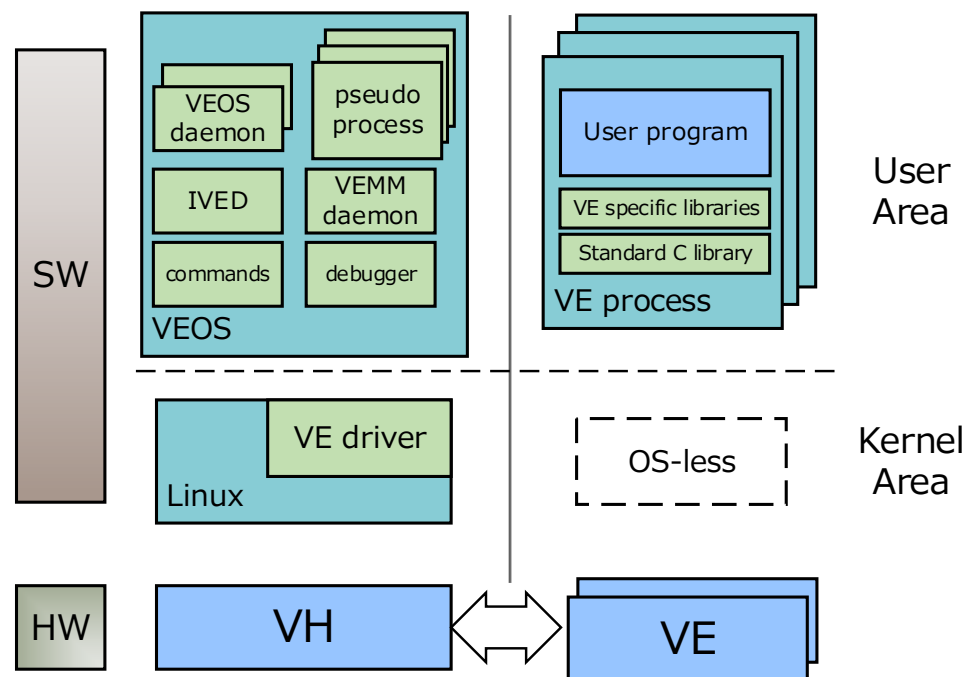 SW
VEOS
daemon
pseudo
process
IVED
VEMM
daemon
commands
debugger
VEOS
User program
VE specific libraries
Standard C library
VE process
User
Area
VE driver
Linux
OS-less
Kernel
Area
HW
VH
VE